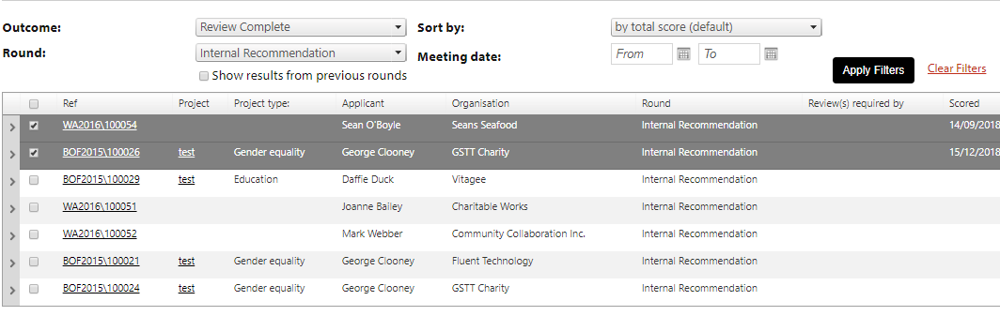 Outcome: Review Complete Sort by: by total score (default)
Round: Internal Recommendation Meeting date: From To
Show results from previous rounds
Apply Filters Clear Filters
Ref Project Project type: Applicant Organisation Round Review(s) required by Scored
WA2016\100054 Sean O'Boyle Seans Seafood Internal Recommendation 14/09/2018
BOF2015\100026 test Gender equality George Clooney GSTT Charity Internal Recommendation 15/12/2018
BOF2015\100029 test Education Daffie Duck Vitagee Internal Recommendation
WA2016\100051 Joanne Bailey Charitable Works Internal Recommendation
WA2016\100052 Mark Webber Community Collaboration Inc. Internal Recommendation
BOF2015\100021 test Gender equality George Clooney Fluent Technology Internal Recommendation
BOF2015\100024 test Gender equality George Clooney GSTT Charity Internal Recommendation